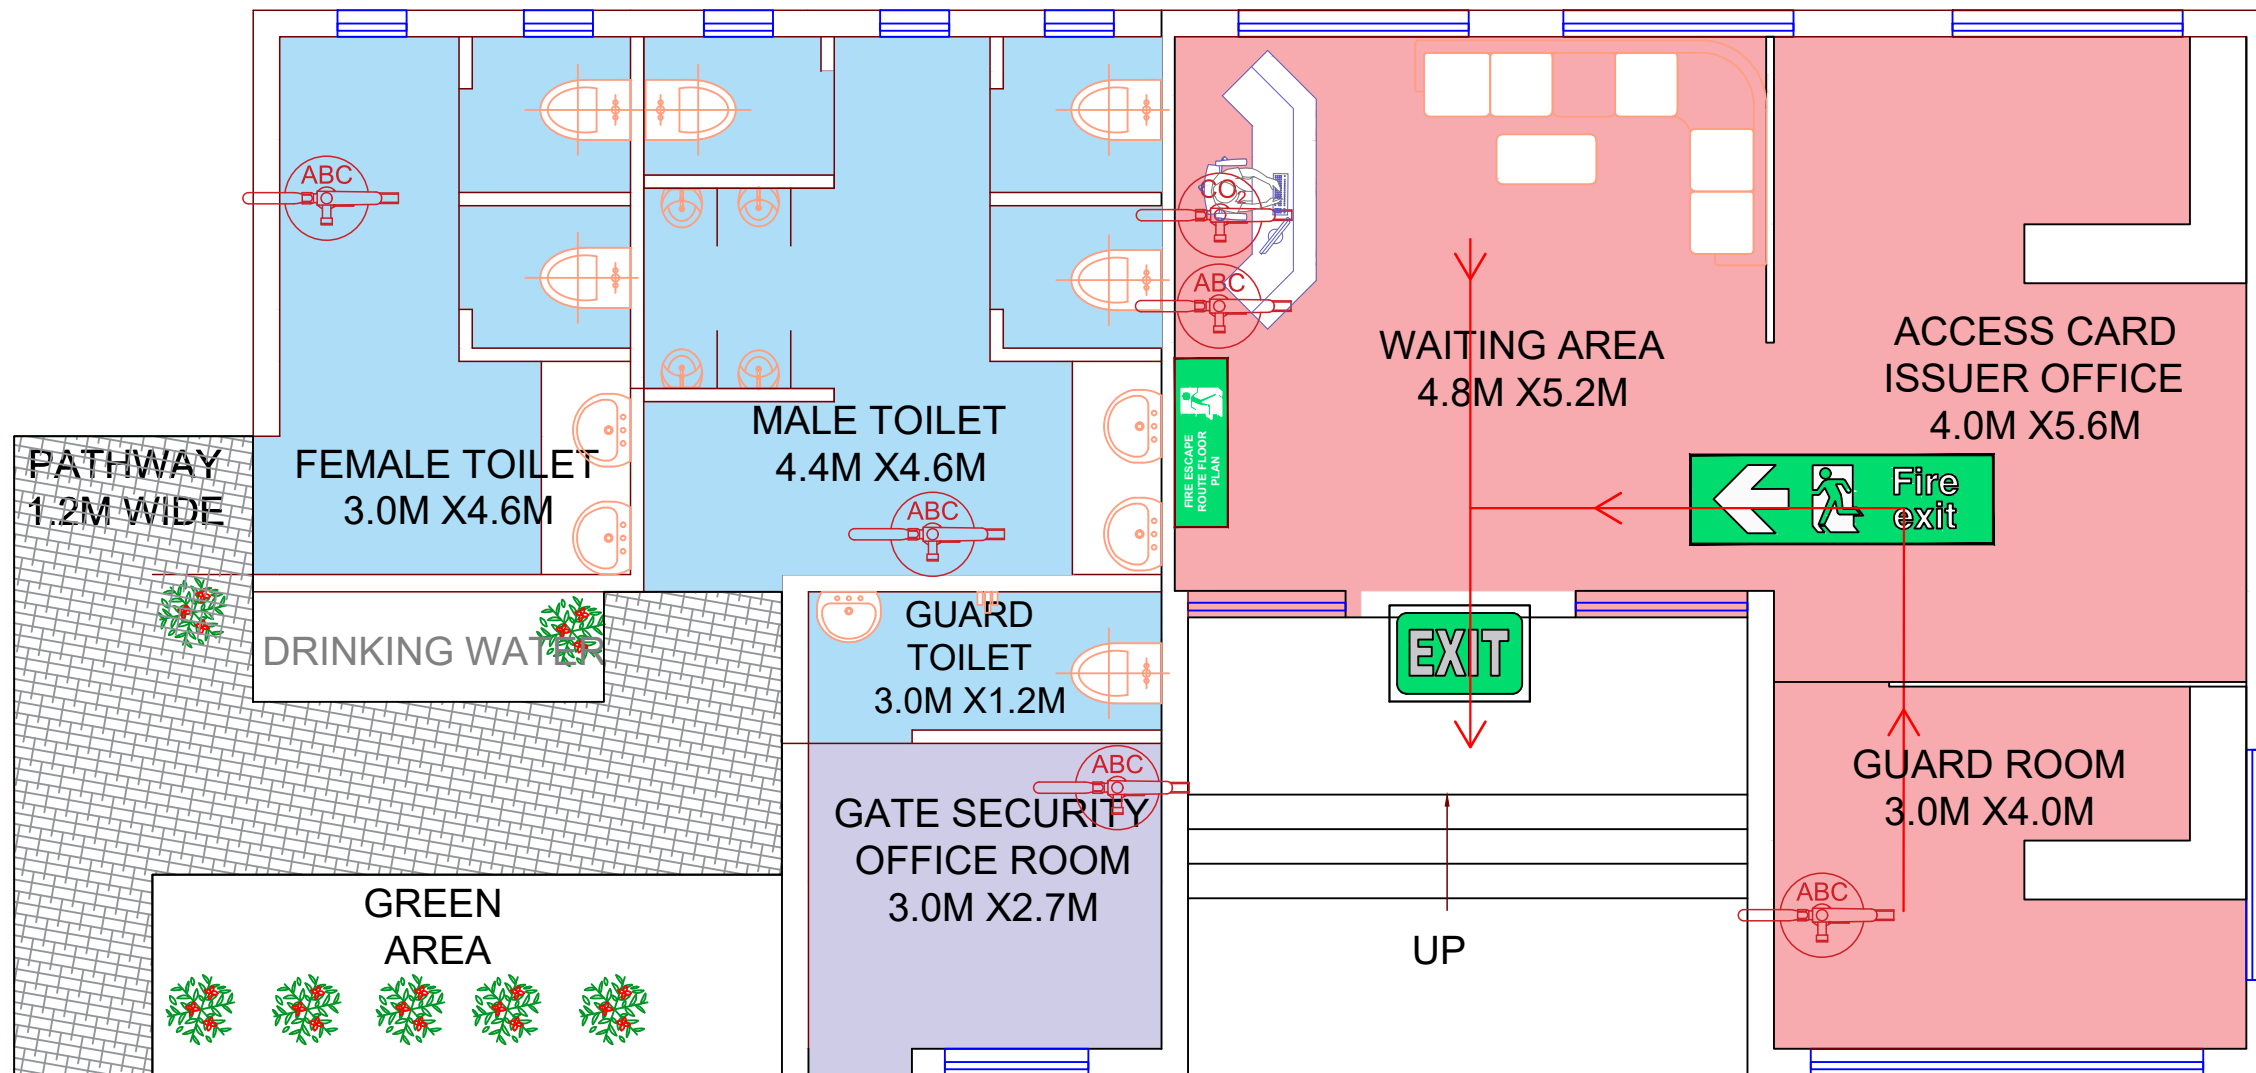 ABC
CO2
ABC
WAITING AREA
4.8M X5.2M
ACCESS CARD
ISSUER OFFICE
4.0M X5.6M
FIRE ESCAPE
ROUTE FLOOR
PLAN
MALE TOILET
4.4M X4.6M
ABC
PATHWAY
1.2M WIDE
FEMALE TOILET
3.0M X4.6M
Fire
exit
DRINKING WATER
GUARD
TOILET
3.0M X1.2M
EXIT
ABC
GATE SECURITY
OFFICE ROOM
3.0M X2.7M
GUARD ROOM
3.0M X4.0M
ABC
GREEN
AREA
UP